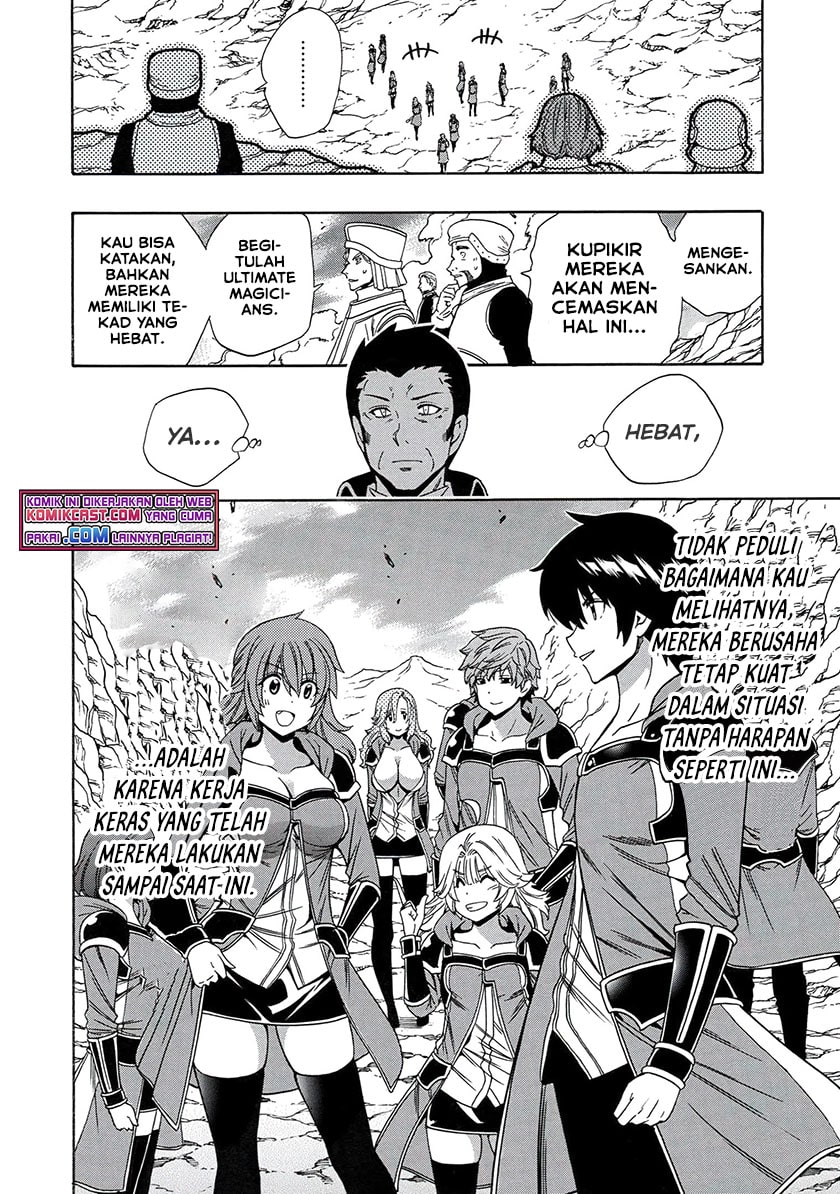 .........
MENGE-
SANKAN.
KUPIKIR
MEREKA
AKAN MEN-
CEMASKAN
HAL INI...
BEGI-
TULAH
ULTIMATE
MAGICI-
ANS.
KAU BISA
KATAKAN,
BAHKAN
MEREKA
MEMILIKI TE-
KAD YANG
HEBAT.
HEBAT,
YA...
KOMIK INI DIKERJAKAN OLEH WEB
KOMIKCAST.COM YANG CUMA
PAKAI .COM LAINNYA PLAGIAT!
TIDAK PEDULI
BAGAIMANA KAU
MELIHATNYA,
MEREKA BERUSAHA
TETAP KUAT
DALAM SITUASI
TANPA HARAPAN
SEPERTI INI...
...ADALAH
KARENA KERJA
KERAS YANG TELAH
MEREKA LAKUKAN
SAMPAI SAAT INI.